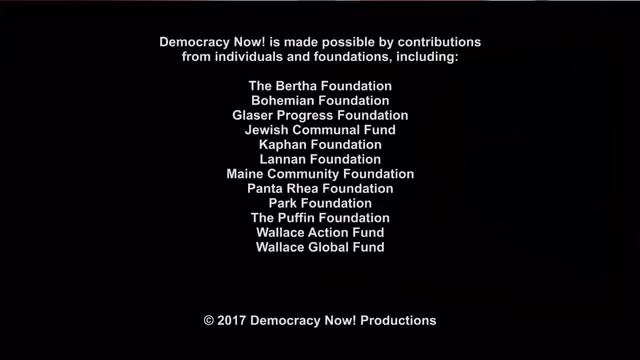 Democracy Now! is made possible by contributions
from individuals and foundations, including:
The Bertha Foundation
Bohemian Foundation
Glaser Progress Foundation
Jewish Communal Fund
Kaphan Foundation
Lannan Foundation
Maine Community Foundation
Panta Rhea Foundation
Park Foundation
The Puffin Foundation
Wallace Action Fund
Wallace Global Fund
© 2017 Democracy Now! Productions